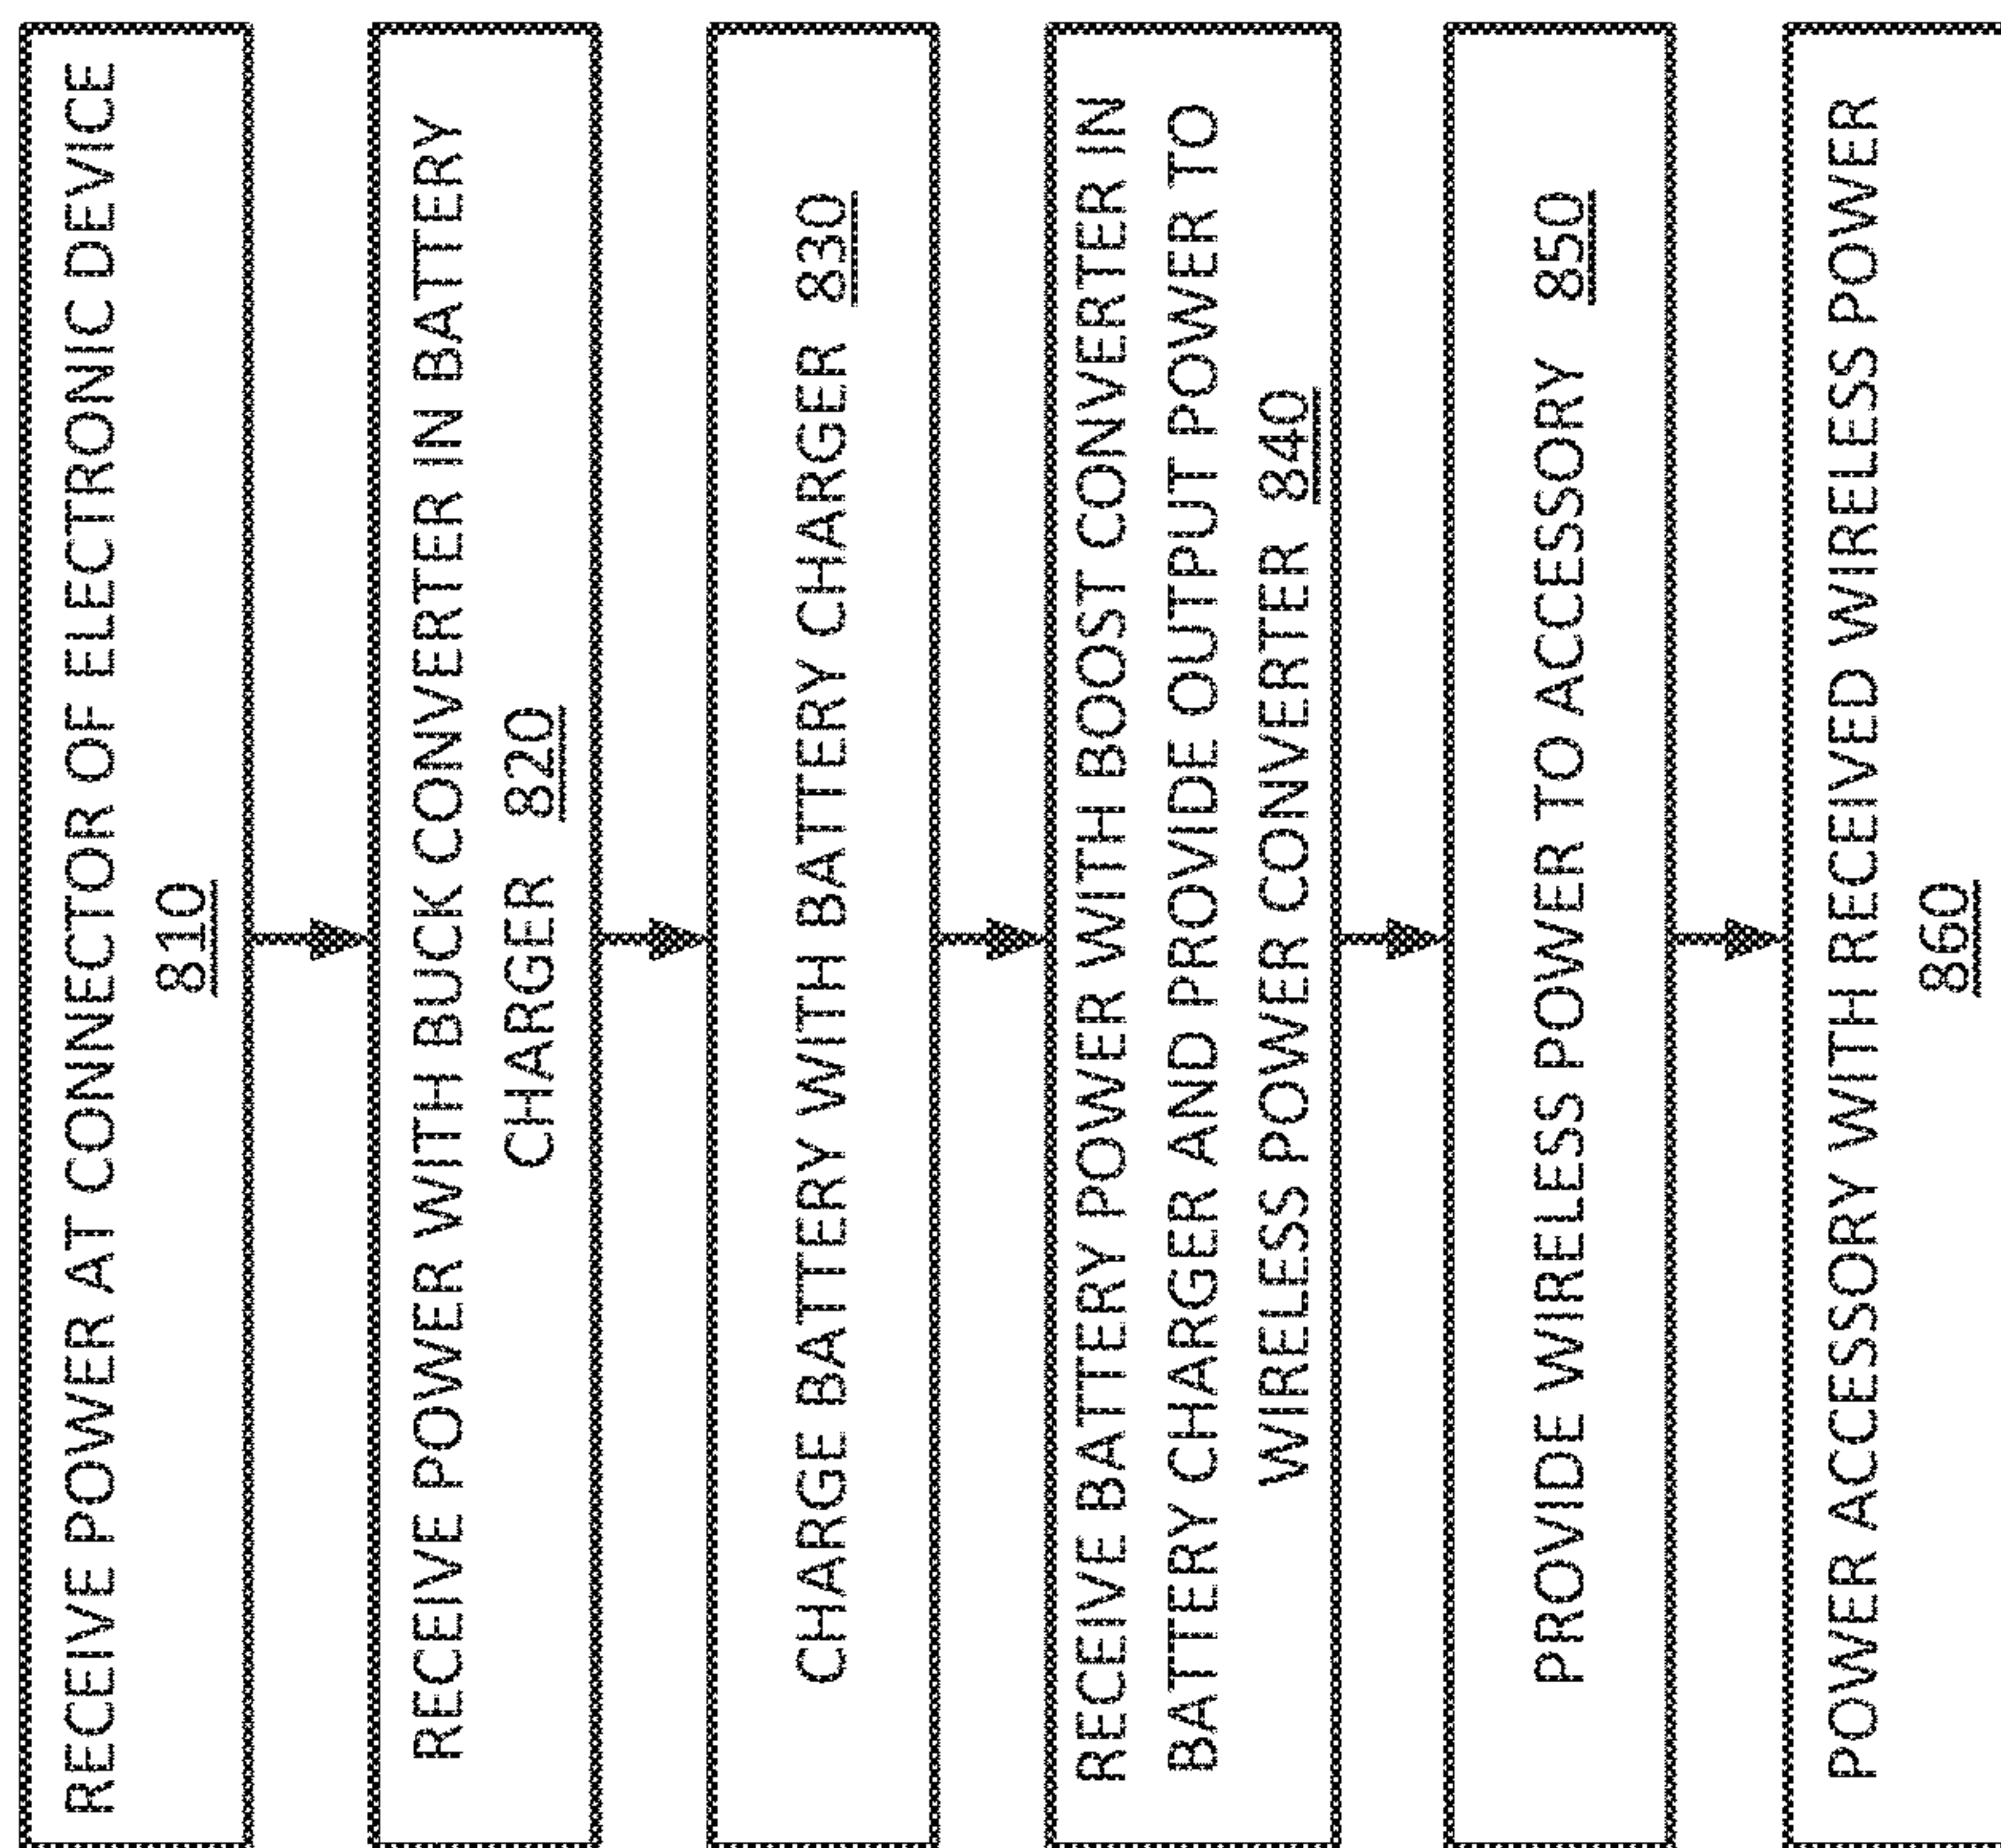 RECEIVE POWER AT CONNECTOR OF ELECTRONIC DEVICE
810
RECEIVE POWER WITH BUCK CONVERTER IN BATTERY
CHARGER 820
CHARGE BATTERY WITH BATTERY CHARGER 830
RECEIVE BATTERY POWER WITH BOOST CONVERTER IN
BATTERY CHARGER AND PROVIDE OUTPUT POWER TO
WIRELESS POWER CONVERTER 840
PROVIDE WIRELESS POWER TO ACCESSORY 850
POWER ACCESSORY WITH RECEIVED WIRELESS POWER
860